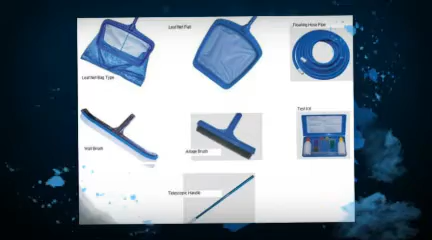 Leaf Net Flat
Floating Hose Pipe
Leaf Net Bag Type
Test Kit
Wall Brush
Algae Brush
Telescopic Handle